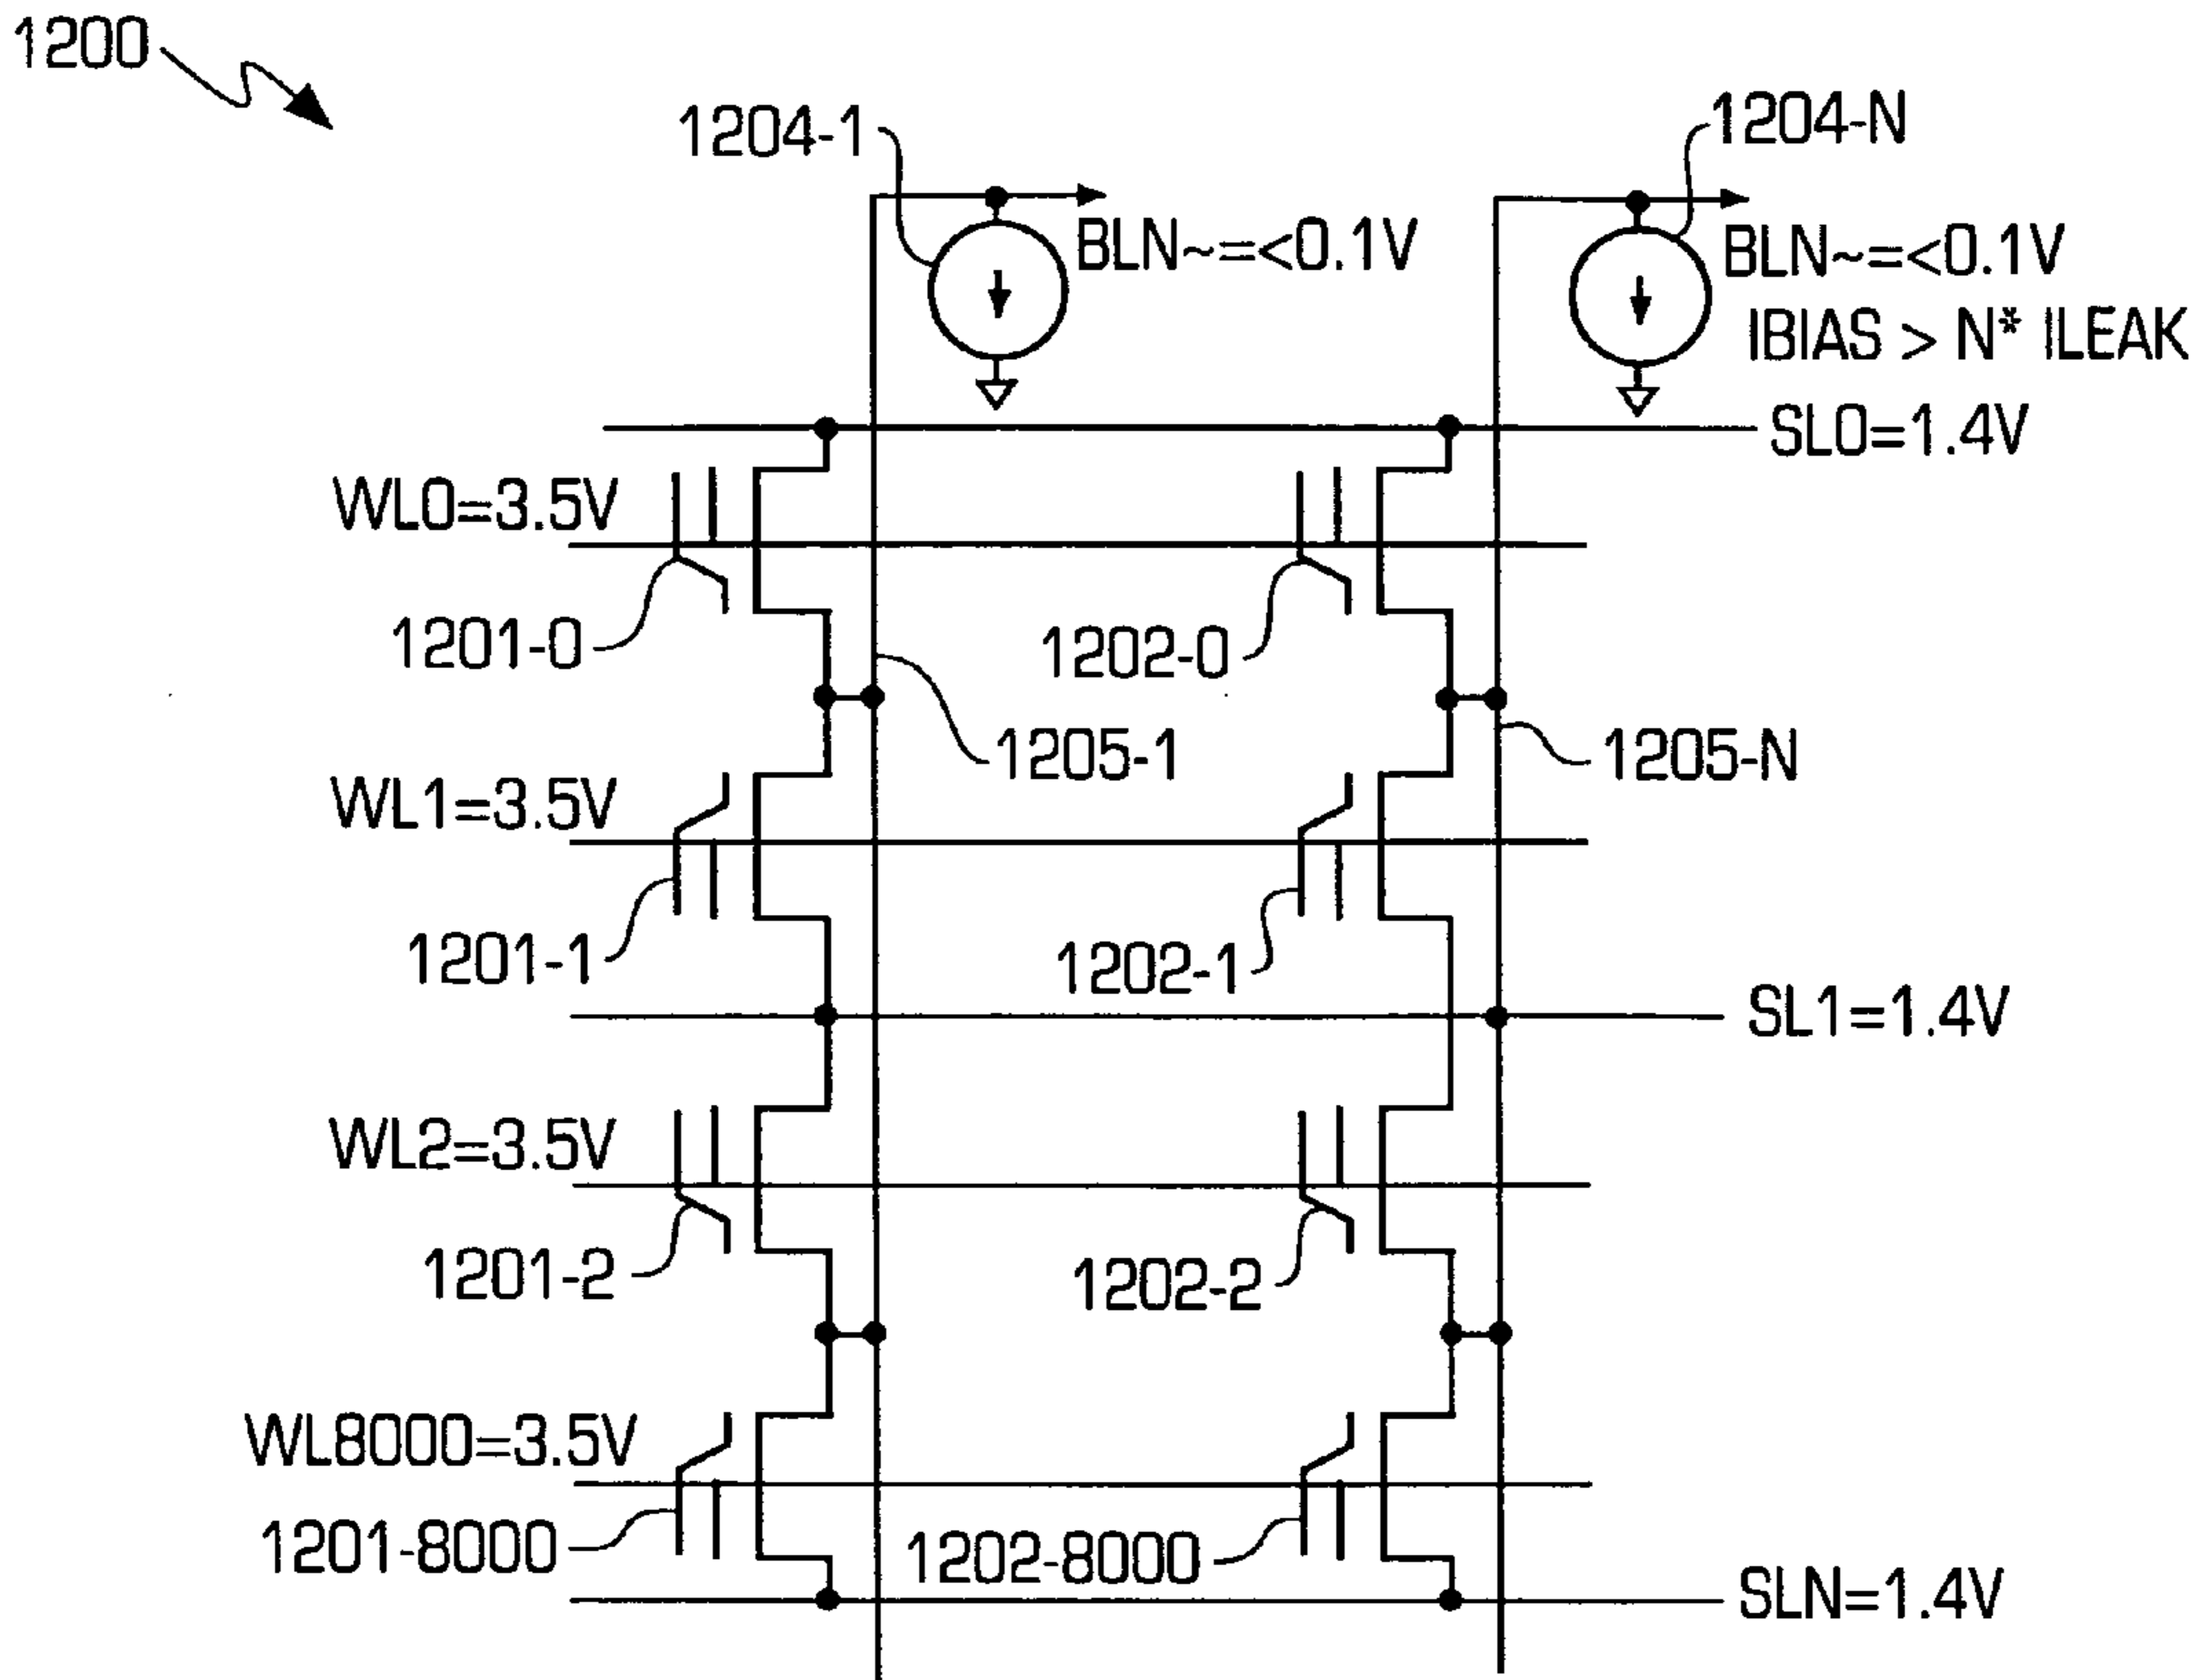 1200
1204-1
1204-N
BLN~=<0.1V
BLN~=<0.1V
IBIAS > N* ILEAK
SL0=1.4V
WL0=3.5V
1201-0
1202-0
1205-1
1205-N
WL1=3.5V
1201-1
1202-1
SL1=1.4V
WL2=3.5V
1201-2
1202-2
WL8000=3.5V
1201-8000
1202-8000
SLN=1.4V